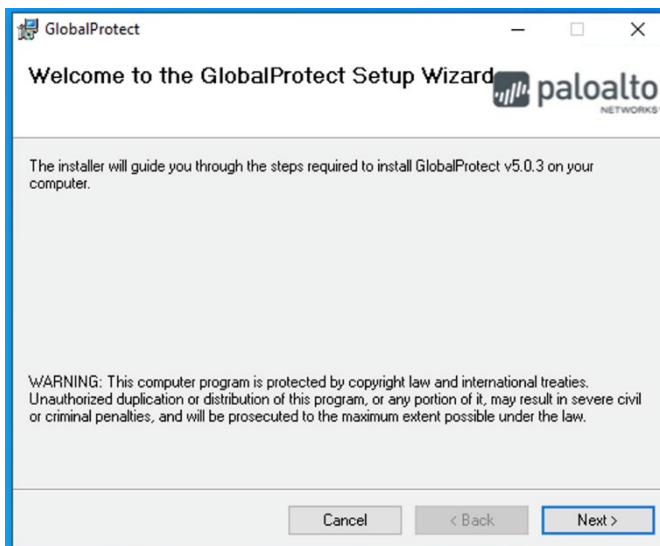 GlobalProtect
Welcome to the GlobalProtect Setup Wizard
paloalto
NETWORKS
The installer will guide you through the steps required to install GlobalProtect v5.0.3 on your
computer.
WARNING: This computer program is protected by copyright law and international treaties.
Unauthorized duplication or distribution of this program, or any portion of it, may result in severe civil
or criminal penalties, and will be prosecuted to the maximum extent possible under the law.
Cancel
< Back
Next >